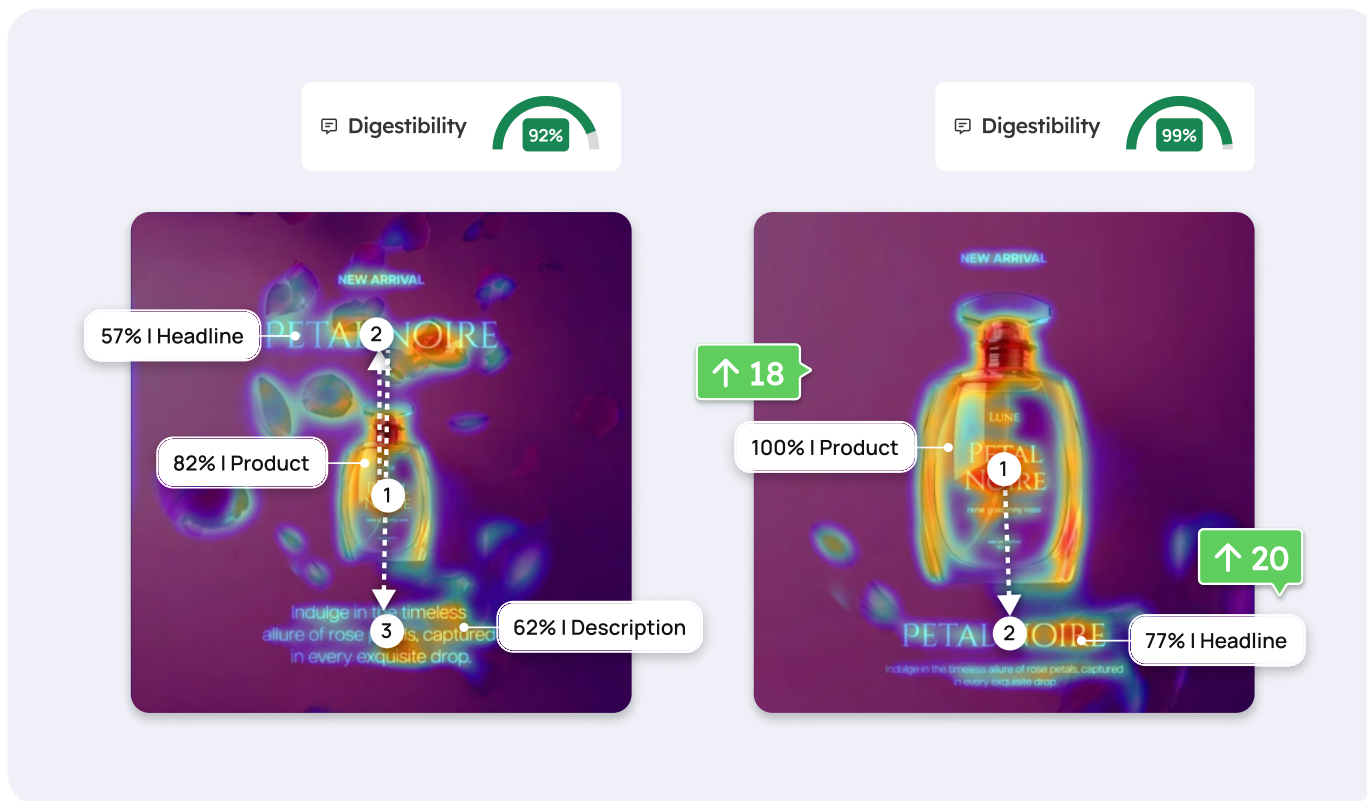 Digestibility
92%
NEW ARRIVAL
57% | Headline
PETAL NOIRE
2
82% | Product
1
Indulge in the timeless
allure of rose 3 ls, captured
in every exquisite drop.
62% | Description
Digestibility
99%
NEW ARRIVAL
↑ 18
LUNE
100% | Product
PETAL
1
NOIRE
↑ 20
PETAL 2 NOIRE
77% | Headline
Indulge in the timeless allure of rose petals, captured
in every exquisite drop.